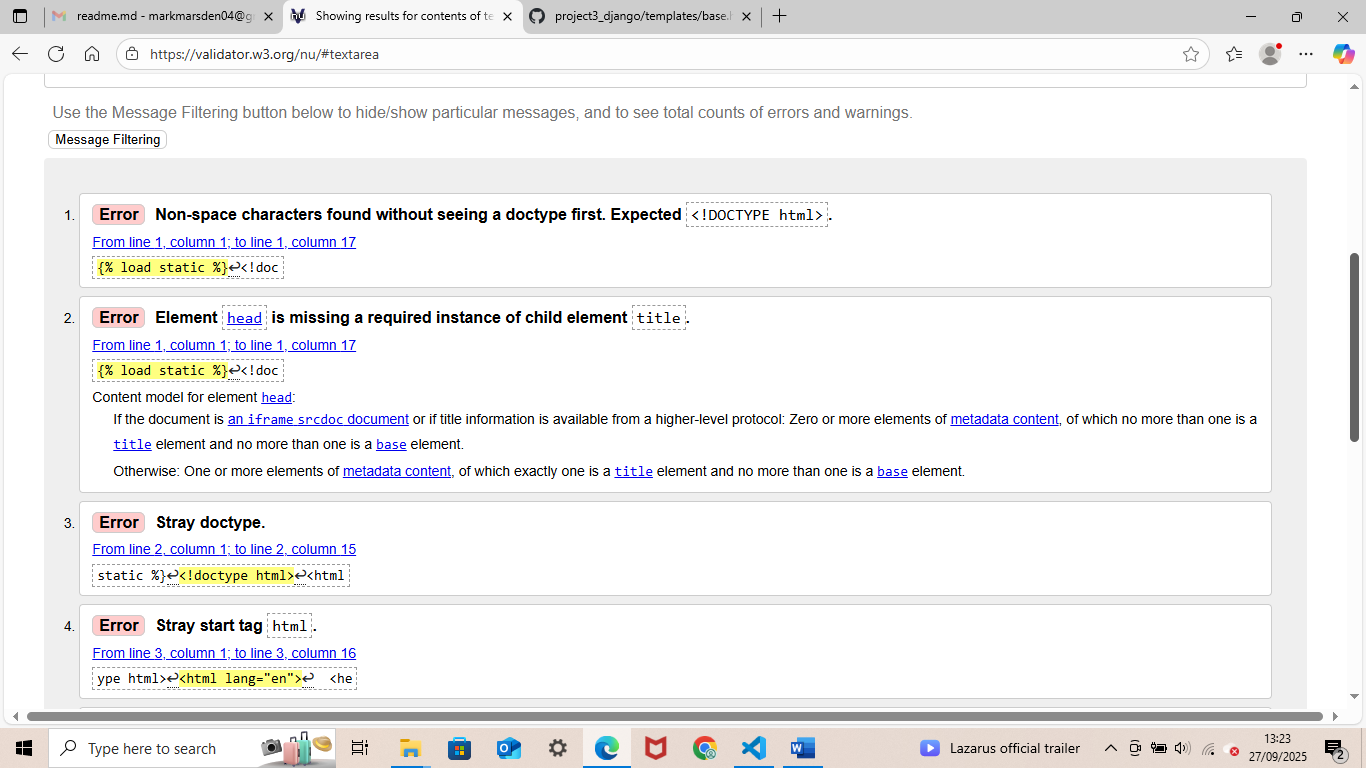 readme.md - markmarsden04@g
Showing results for contents of te
project3_django/templates/base.
https://validator.w3.org/nu/#textarea
Use the Message Filtering button below to hide/show particular messages, and to see total counts of errors and warnings.
Message Filtering
1. Error Non-space characters found without seeing a doctype first. Expected <!DOCTYPE html>.
From line 1, column 1; to line 1, column 17
{% load static %}↩<!doc
2. Error Element head is missing a required instance of child element title.
From line 1, column 1; to line 1, column 17
{% load static %}↩<!doc
Content model for element head:
If the document is an iframe srcdoc document or if title information is available from a higher-level protocol: Zero or more elements of metadata content, of which no more than one is a
title element and no more than one is a base element.
Otherwise: One or more elements of metadata content, of which exactly one is a title element and no more than one is a base element.
3. Error Stray doctype.
From line 2, column 1; to line 2, column 15
static %}↩<!doctype html>↩<html
4. Error Stray start tag html.
From line 3, column 1; to line 3, column 16
ype html>↩<html lang="en">↩ <he
Type here to search
Lazarus official trailer
13:23
27/09/2025
2